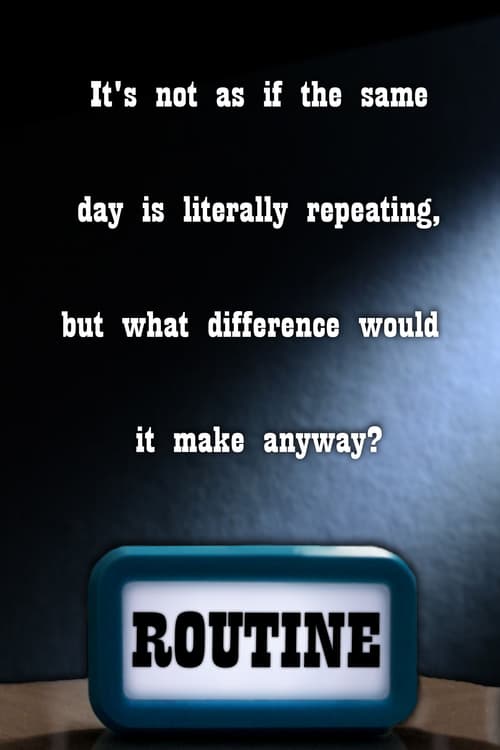 It's not as if the same
day is literally repeating,
but what difference would
it make anyway?
ROUTINE